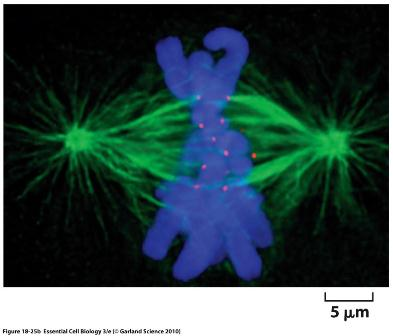 5 μm
Figure 18-25b Essential Cell Biology 3/e (© Garland Science 2010)